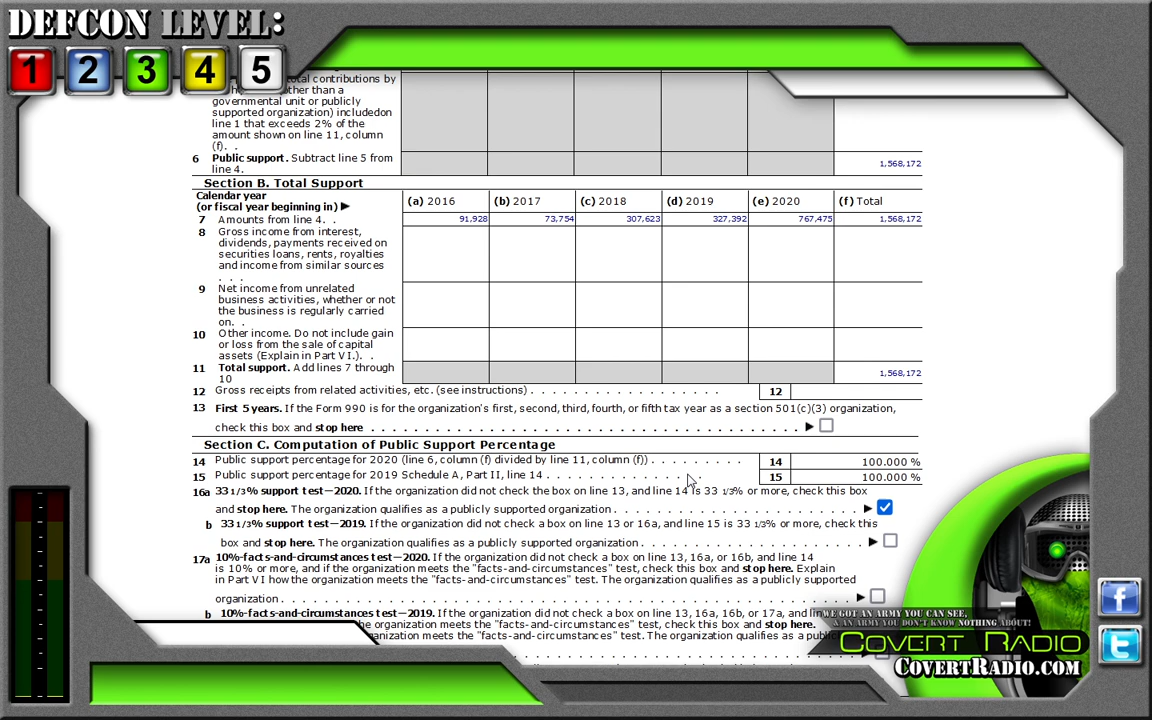 DEFCON LEVEL:
1 2 3 4 5
total contributions by
other than a
governmental unit or publicly
supported organization) includedon
line 1 that exceeds 2% of the
amount shown on line 11, column
(f). .
6 Public support. Subtract line 5 from
line 4. 1,568,172
Section B. Total Support
Calendar year
(or fiscal year beginning in) ▶ (a) 2016 (b) 2017 (c) 2018 (d) 2019 (e) 2020 (f) Total
7 Amounts from line 4. . 91,928 73,754 307,623 327,392 767,475 1,568,172
8 Gross income from interest,
dividends, payments received on
securities loans, rents, royalties
and income from similar sources
. . .
9 Net income from unrelated
business activities, whether or not
the business is regularly carried
on. .
10 Other income. Do not include gain
or loss from the sale of capital
assets (Explain in Part VI.). .
11 Total support. Add lines 7 through
10 1,568,172
12 Gross receipts from related activities, etc. (see instructions) . . . . . . . . . . . . . . . . . 12
13 First 5 years. If the Form 990 is for the organization's first, second, third, fourth, or fifth tax year as a section 501(c)(3) organization,
check this box and stop here . . . . . . . . . . . . . . . . . . . . . . . . . . . . . . . . . . . . . . . ▶
Section C. Computation of Public Support Percentage
14 Public support percentage for 2020 (line 6, column (f) divided by line 11, column (f)) . . . . . . . . . 14 100.000 %
15 Public support percentage for 2019 Schedule A, Part II, line 14 . . . . . . . . . . . . . . 15 100.000 %
16a 33 1/3% support test—2020. If the organization did not check the box on line 13, and line 14 is 33 1/3% or more, check this box
and stop here. The organization qualifies as a publicly supported organization . . . . . . . . . . . . . . . . . . . . . . ▶
b 33 1/3% support test—2019. If the organization did not check a box on line 13 or 16a, and line 15 is 33 1/3% or more, check this
box and stop here. The organization qualifies as a publicly supported organization . . . . . . . . . . . . . . . . . . . . ▶
17a 10%-facts-and-circumstances test—2020. If the organization did not check a box on line 13, 16a, or 16b, and line 14
is 10% or more, and if the organization meets the "facts-and-circumstances" test, check this box and stop here. Explain
in Part VI how the organization meets the "facts-and-circumstances" test. The organization qualifies as a publicly supported
organization . . . . . . . . . . . . . . . . . . . . . . . . . . . . . . . . . . . . . . . . . . . . . . . . . . . ▶
b 10%-facts-and-circumstances test—2019. If the organization did not check a box on line 13, 16a, 16b, or 17a, and
the organization meets the "facts-and-circumstances" test, check this box and stop here.
organization meets the "facts-and-circumstances" test. The organization qualifies as a
WE GOT AN ARMY YOU CAN SEE,
& AN ARMY YOU DON'T KNOW NOTHING ABOUT!
COVERT RADIO
COVERTRADIO.COM
f
t